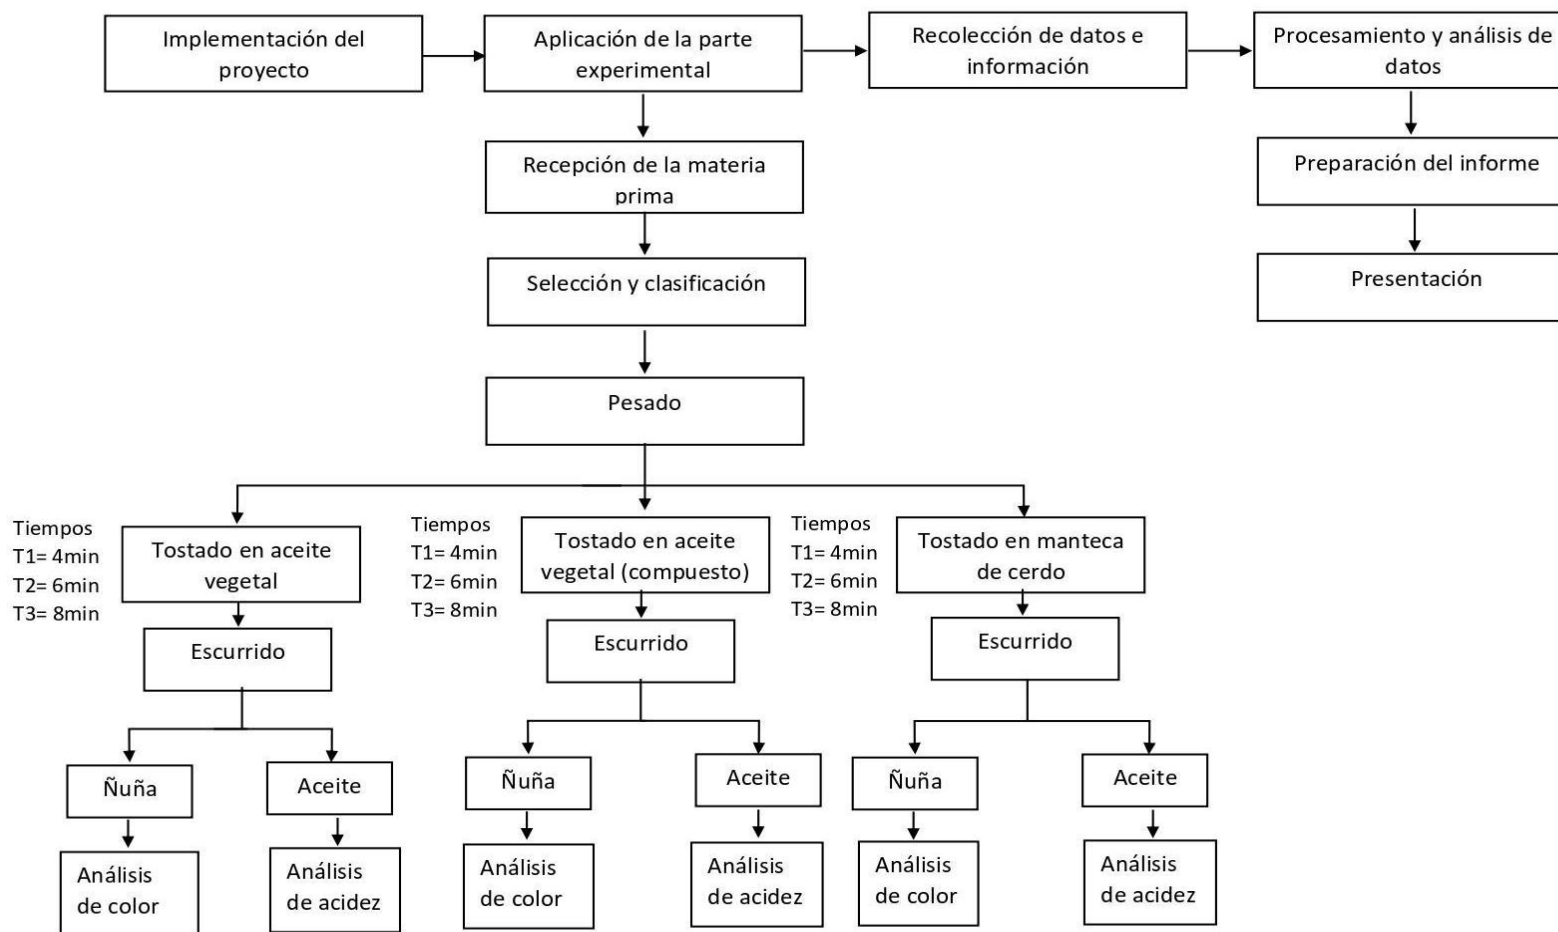 Implementación del
proyecto
Aplicación de la parte
experimental
Recolección de datos e
información
Procesamiento y análisis de
datos
Recepción de la materia
prima
Preparación del informe
Selección y clasificación
Presentación
Pesado
Tiempos
T1= 4min
T2= 6min
T3= 8min
Tostado en aceite
vegetal
Tiempos
T1= 4min
T2= 6min
T3= 8min
Tostado en aceite
vegetal (compuesto)
Tiempos
T1= 4min
T2= 6min
T3= 8min
Tostado en manteca
de cerdo
Escurrido
Escurrido
Escurrido
Ñuña
Aceite
Ñuña
Aceite
Ñuña
Aceite
Análisis
de color
Análisis
de acidez
Análisis
de color
Análisis
de acidez
Análisis
de color
Análisis
de acidez